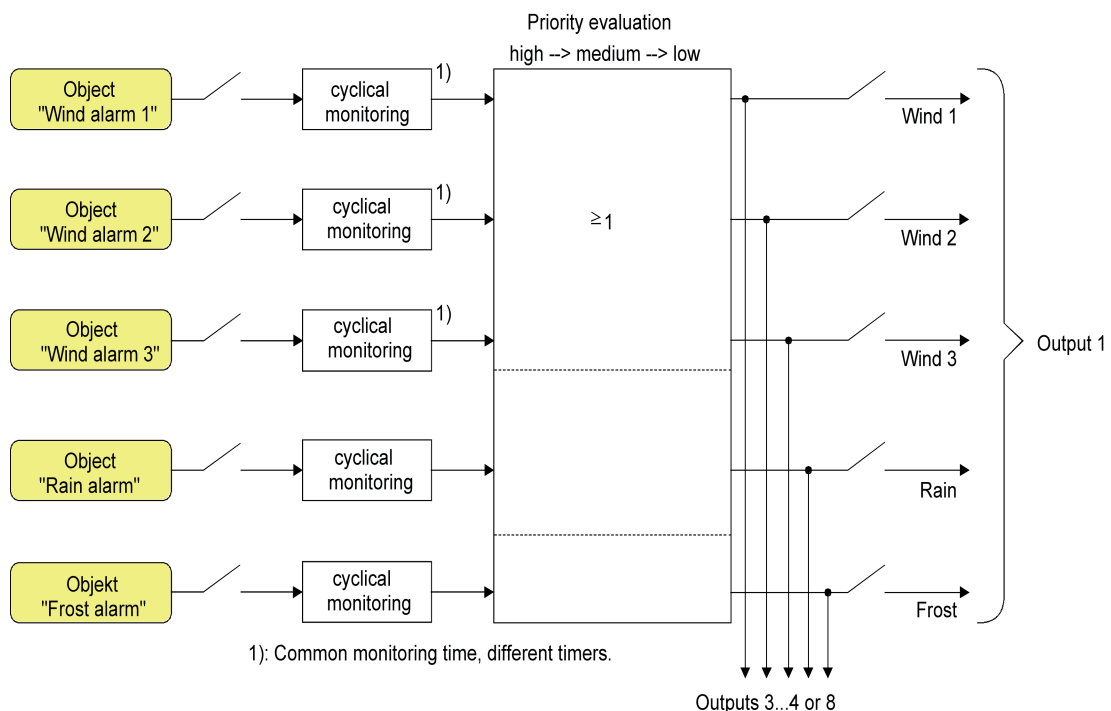 Priority evaluation
high --> medium --> low
Object
"Wind alarm 1"
cyclical
monitoring
1)
Wind 1
Object
"Wind alarm 2"
cyclical
monitoring
1)
≥1
Wind 2
Object
"Wind alarm 3"
cyclical
monitoring
1)
Wind 3
Output 1
Object
"Rain alarm"
cyclical
monitoring
Rain
Objekt
"Frost alarm"
cyclical
monitoring
Frost
1): Common monitoring time, different timers.
Outputs 3...4 or 8